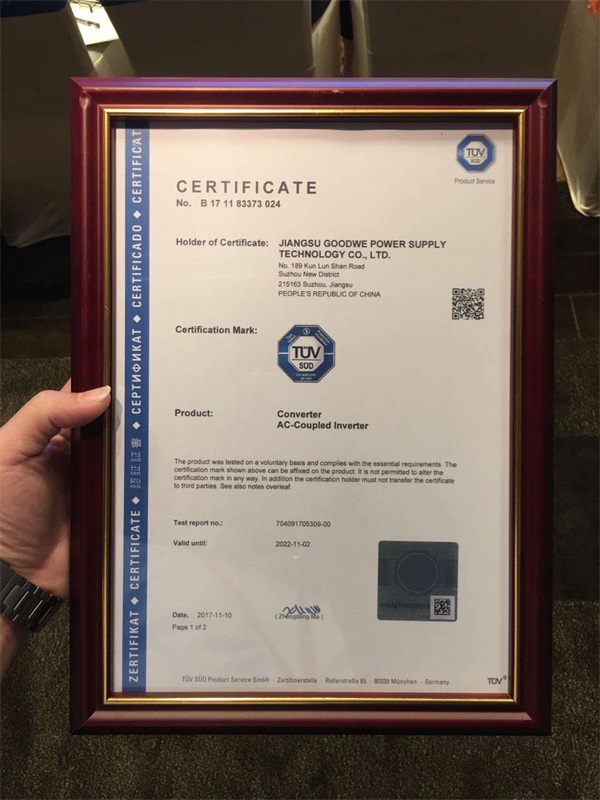 TÜV
SÜD
Product Service
CERTIFICATE
No. B 17 11 83373 024
Holder of Certificate: JIANGSU GOODWE POWER SUPPLY
TECHNOLOGY CO., LTD.
No. 189 Kun Lun Shan Road
Suzhou New District
215163 Suzhou, Jiangsu
PEOPLE'S REPUBLIC OF CHINA
Certification Mark:
TÜV
SÜD
Product: Converter
AC-Coupled Inverter
The product was tested on a voluntary basis and complies with the essential requirements. The
certification mark shown above can be affixed on the product. It is not permitted to alter the
certification mark in any way. In addition the certification holder must not transfer the certificate
to third parties. See also notes overleaf.
Test report no.: 704091705309-00
Valid until: 2022-11-02
Date, 2017-11-10
( Zhengdong Ma )
Page 1 of 2
TÜV SÜD Product Service GmbH · Zertifizierstelle · Ridlerstraße 65 · 80339 München · Germany
TÜV®
ZERTIFIKAT ◆ CERTIFICATE ◆ 認証証書 ◆ СЕРТИФИКАТ ◆ CERTIFICADO ◆ CERTIFICAT